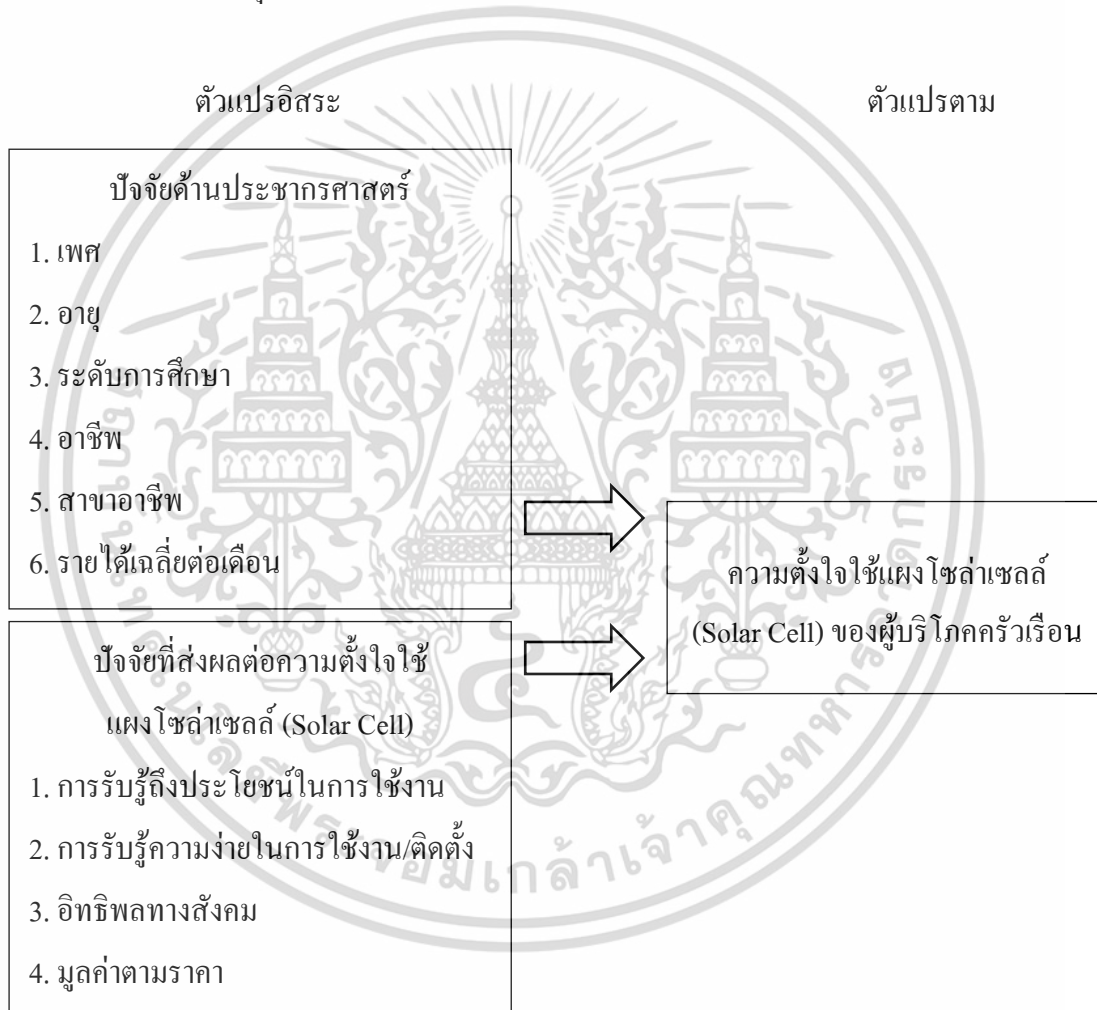 ตัวแปรอิสระ
ตัวแปรตาม
ปัจจัยด้านประชากรศาสตร์
1. เพศ
2. อายุ
3. ระดับการศึกษา
4. อาชีพ
5. สาขาอาชีพ
6. รายได้เฉลี่ยต่อเดือน
ปัจจัยที่ส่งผลต่อความตั้งใจใช้
แผงโซล่าเซลล์ (Solar Cell)
1. การรับรู้ถึงประโยชน์ในการใช้งาน
2. การรับรู้ความง่ายในการใช้งาน/ติดตั้ง
3. อิทธิพลทางสังคม
4. มูลค่าตามราคา
ความตั้งใจใช้แผงโซล่าเซลล์
(Solar Cell) ของผู้บริโภคครัวเรือน